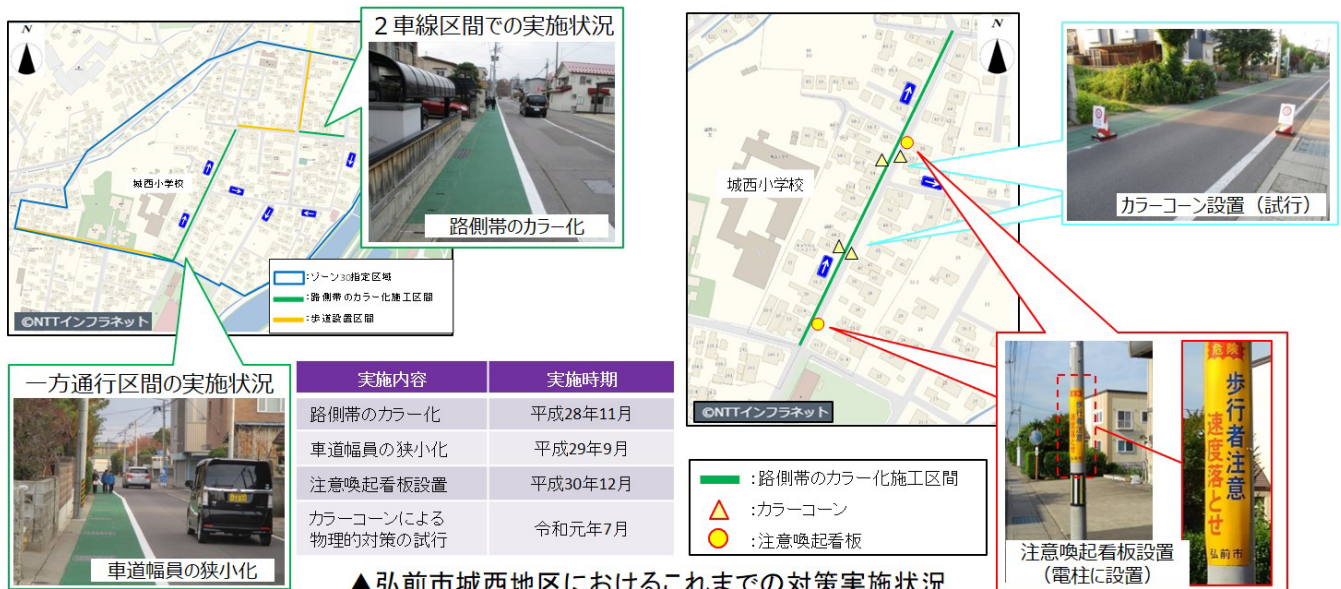 N
2車線区間での実施状況
路側帯のカラー化
城西小学校
:ゾーン30指定区域
:路側帯のカラー化施工区間
:歩道設置区間
©NTTインフラネット
一方通行区間の実施状況
車道幅員の狭小化
実施内容 実施時期
路側帯のカラー化 平成28年11月
車道幅員の狭小化 平成29年9月
注意喚起看板設置 平成30年12月
カラーコーンによる
物理的対策の試行 令和元年7月
N
城西小学校
©NTTインフラネット
カラーコーン設置（試行）
:路側帯のカラー化施工区間
:カラーコーン
:注意喚起看板
注意喚起看板設置
（電柱に設置）
危険
歩行者注意
速度落とせ
弘前市
▲弘前市城西地区におけるこれまでの対策実施状況